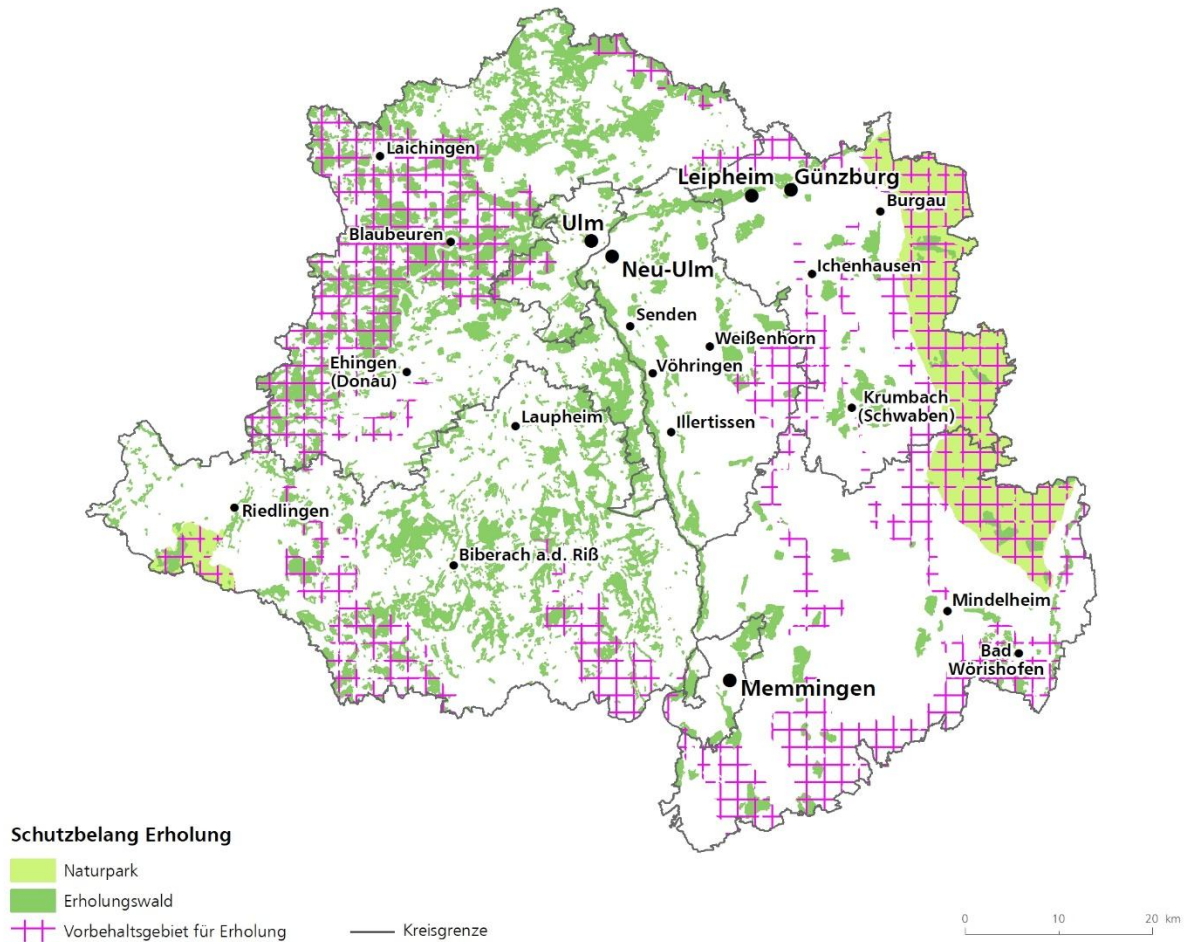 Laichingen
Leipheim
Günzburg
Burgau
Ulm
Blaubeuren
Neu-Ulm
Ichenhausen
Senden
Weißenhorn
Ehingen
(Donau)
Vöhringen
Krumbach
(Schwaben)
Laupheim
Illertissen
Riedlingen
Biberach a.d. Riß
Mindelheim
Bad
Wörishofen
Memmingen
Schutzbelang Erholung
Naturpark
Erholungswald
Vorbehaltsgebiet für Erholung
Kreisgrenze
0 10 20 km